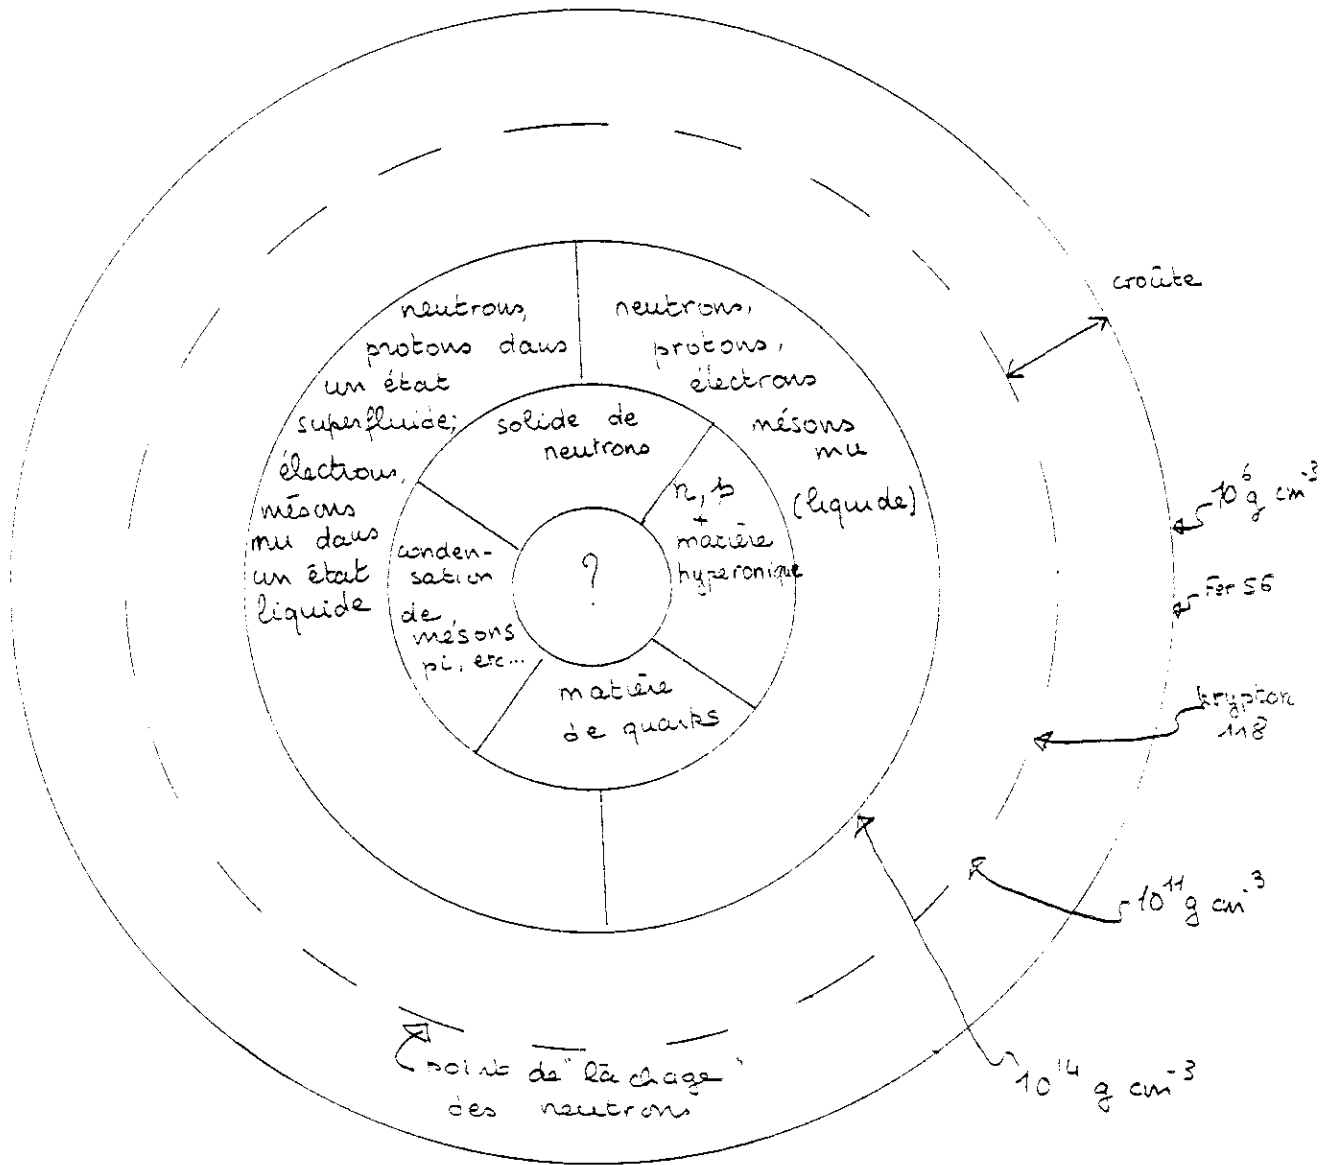 croûte
neutrons,
protons dans
un état
superfluide;
électrons,
mésons
mu dans
un état
liquide
neutrons,
protons,
électrons
mésons
mu
(liquide)
solide de
neutrons
n, p
+
matière
hyperonique
conden-
sation
de
mésons
pi, etc...
?
matière
de quarks
10⁶ g cm⁻³
Fer 56
krypton
118
10¹¹ g cm⁻³
10¹⁴ g cm⁻³
point de "lâchage"
des neutrons